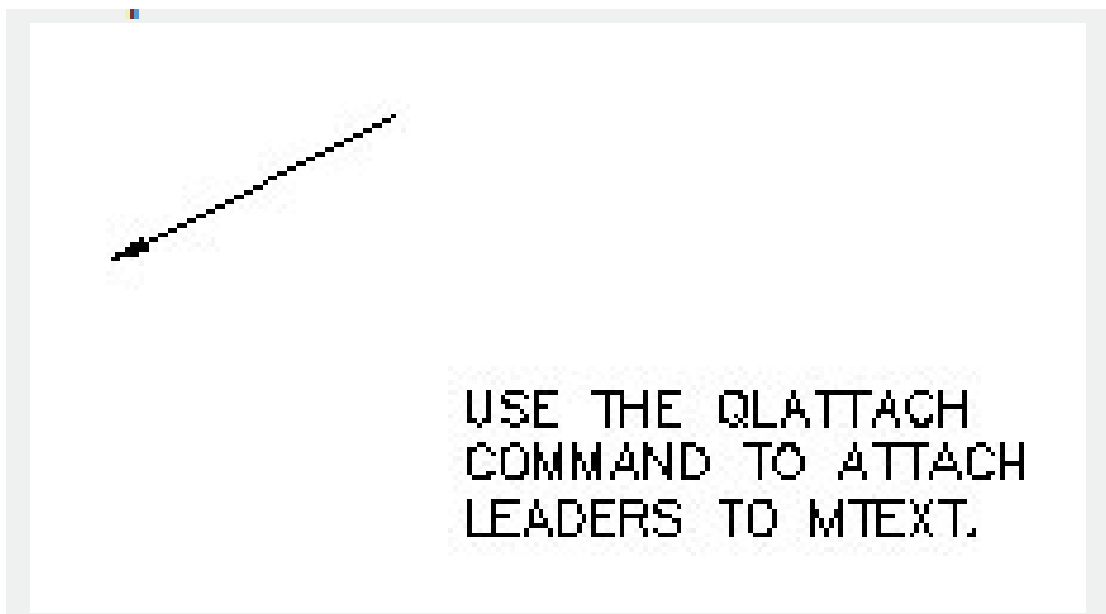 USE THE QLATTACH
COMMAND TO ATTACH
LEADERS TO MTEXT.